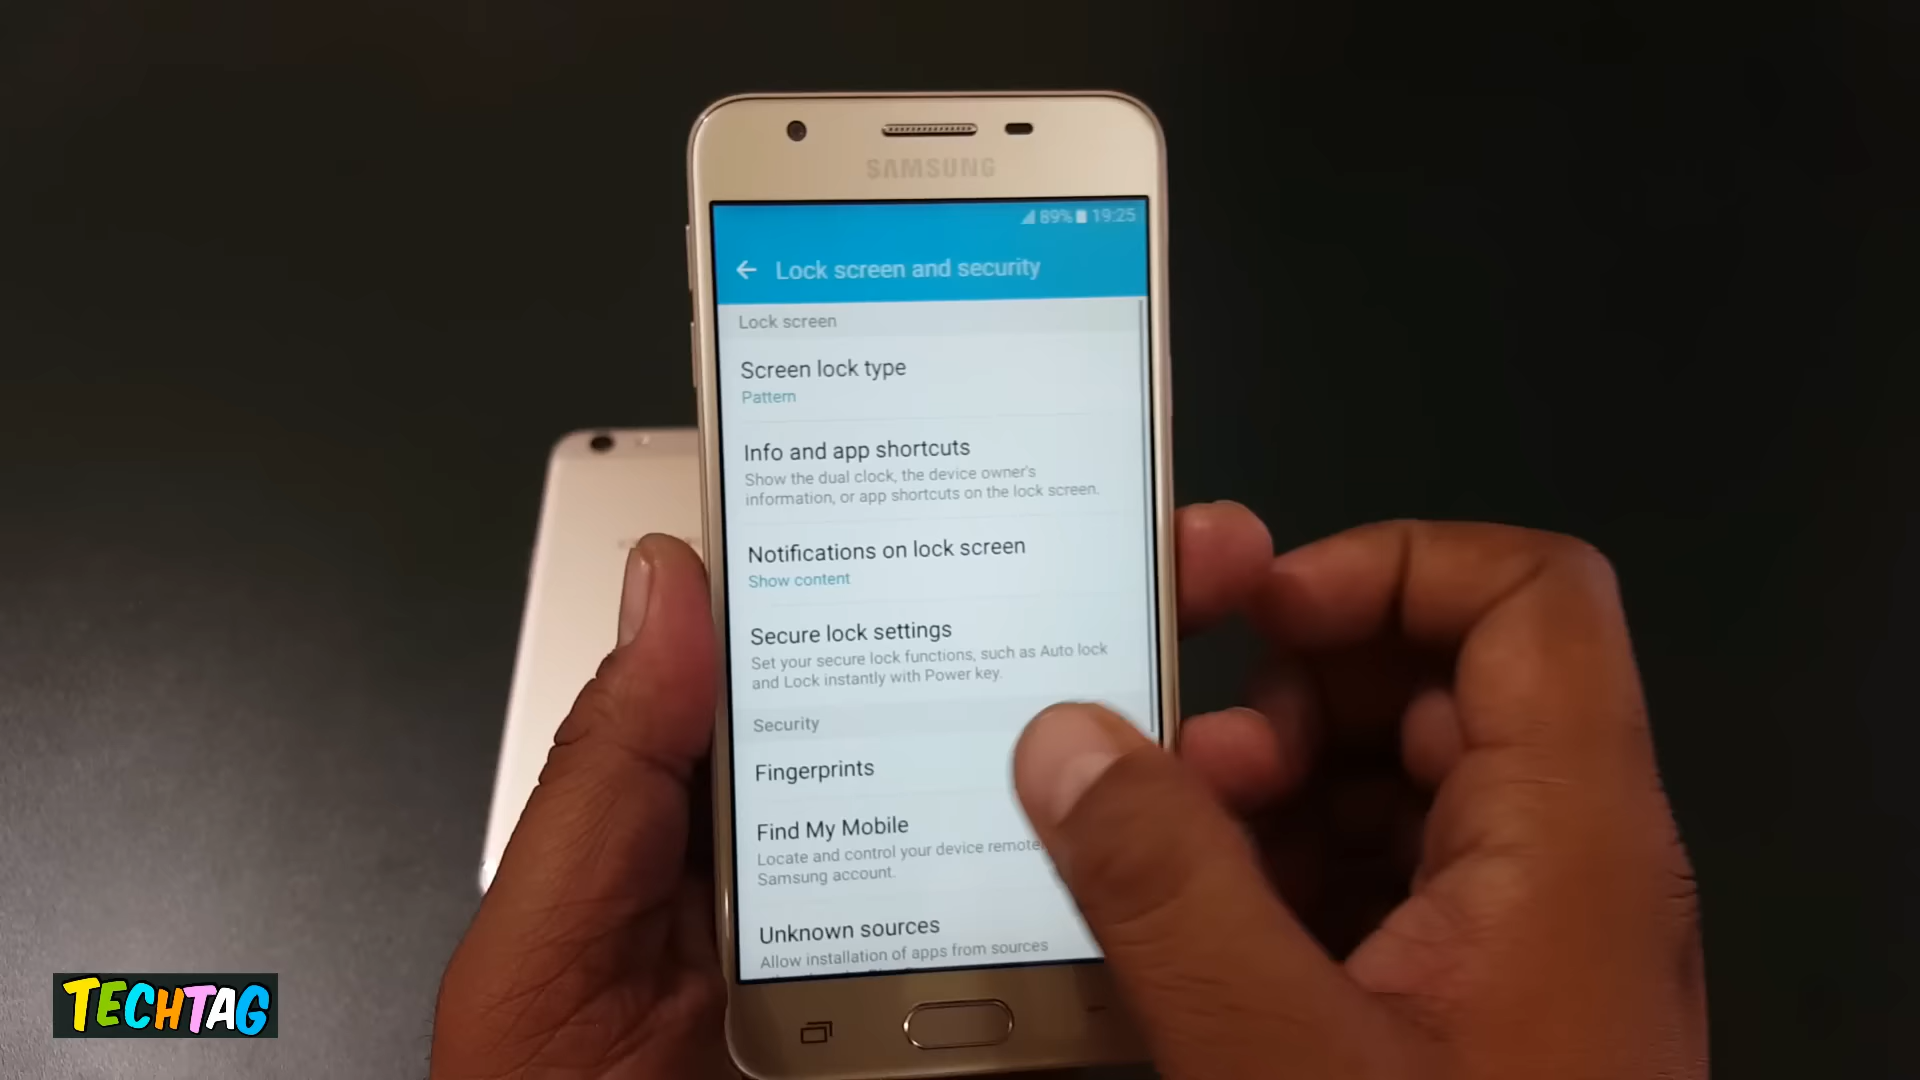 SAMSUNG
89% 19:25
Lock screen and security
Lock screen
Screen lock type
Pattern
Info and app shortcuts
Show the dual clock, the device owner's
information, or app shortcuts on the lock screen.
Notifications on lock screen
Show content
Secure lock settings
Set your secure lock functions, such as Auto lock
and Lock instantly with Power key.
Security
Fingerprints
Find My Mobile
Locate and control your device
Samsung account.
Unknown sources
Allow installation of apps from sources
TECHTAG